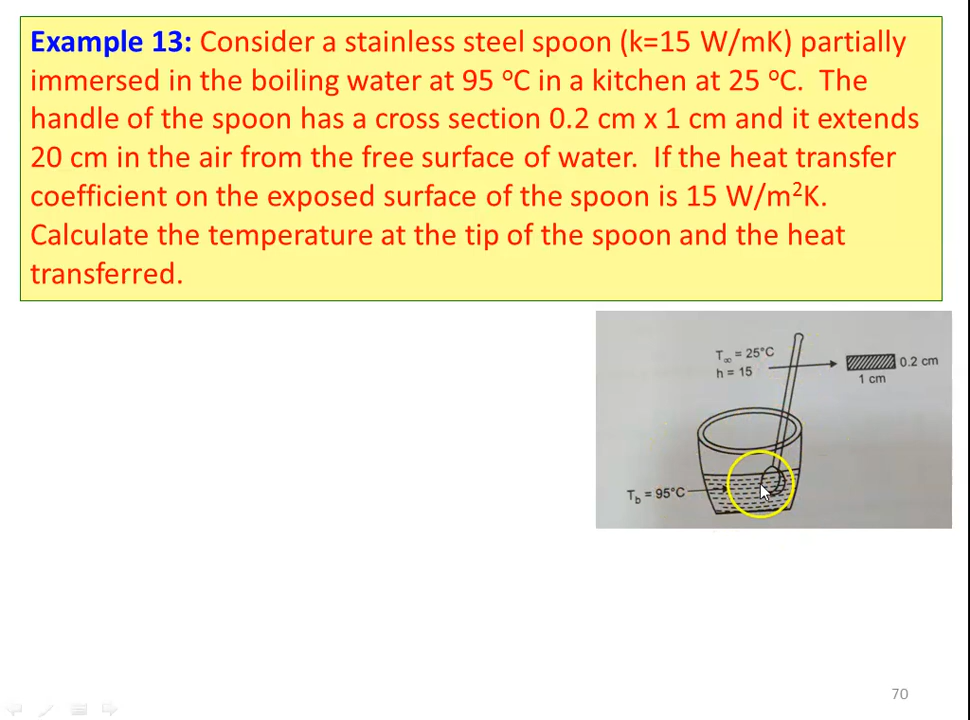 Example 13: Consider a stainless steel spoon (k=15 W/mK) partially
immersed in the boiling water at 95 ᵒC in a kitchen at 25 ᵒC.  The
handle of the spoon has a cross section 0.2 cm x 1 cm and it extends
20 cm in the air from the free surface of water.  If the heat transfer
coefficient on the exposed surface of the spoon is 15 W/m²K.
Calculate the temperature at the tip of the spoon and the heat
transferred.
T∞ = 25°C
h = 15
0.2 cm
1 cm
Tb = 95°C
70